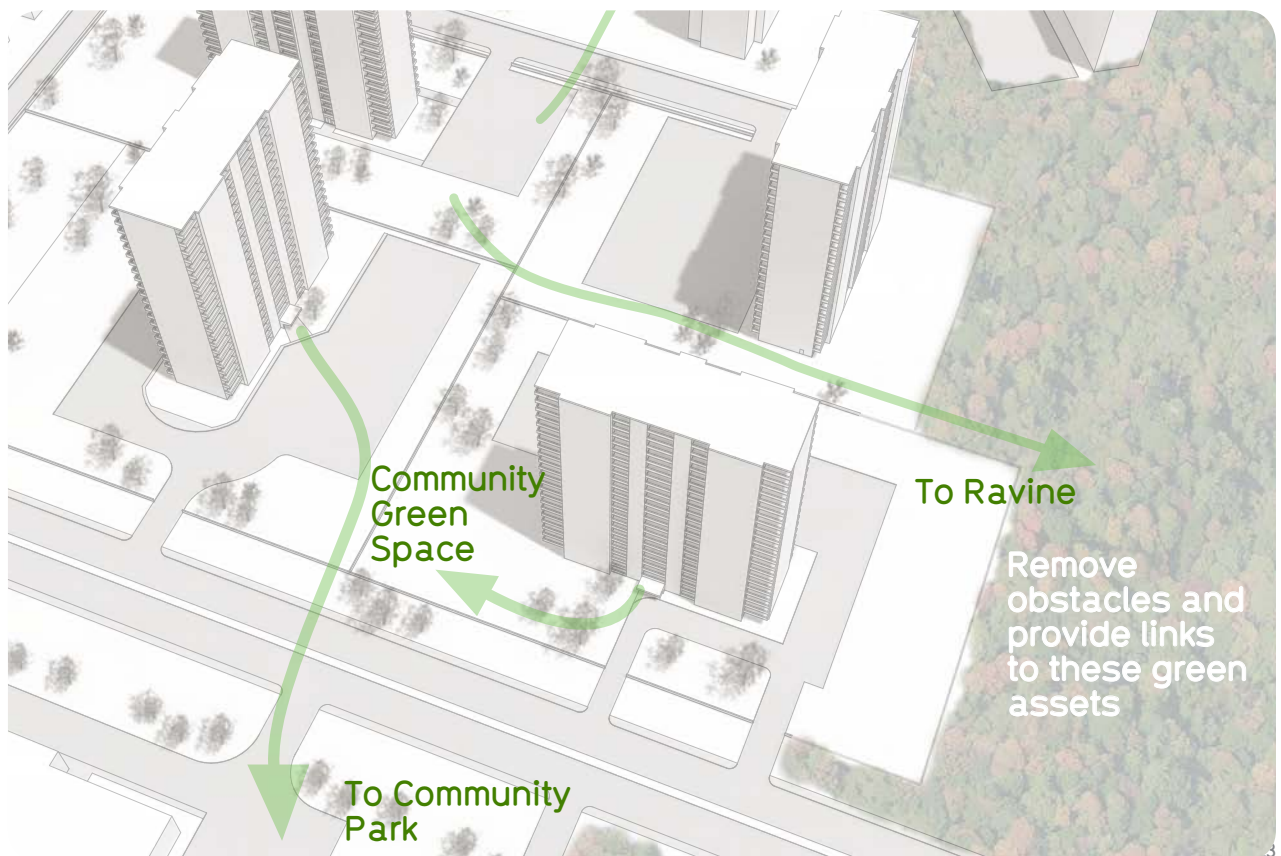 Community
Green
Space
To Ravine
Remove
obstacles and
provide links
to these green
assets
To Community
Park